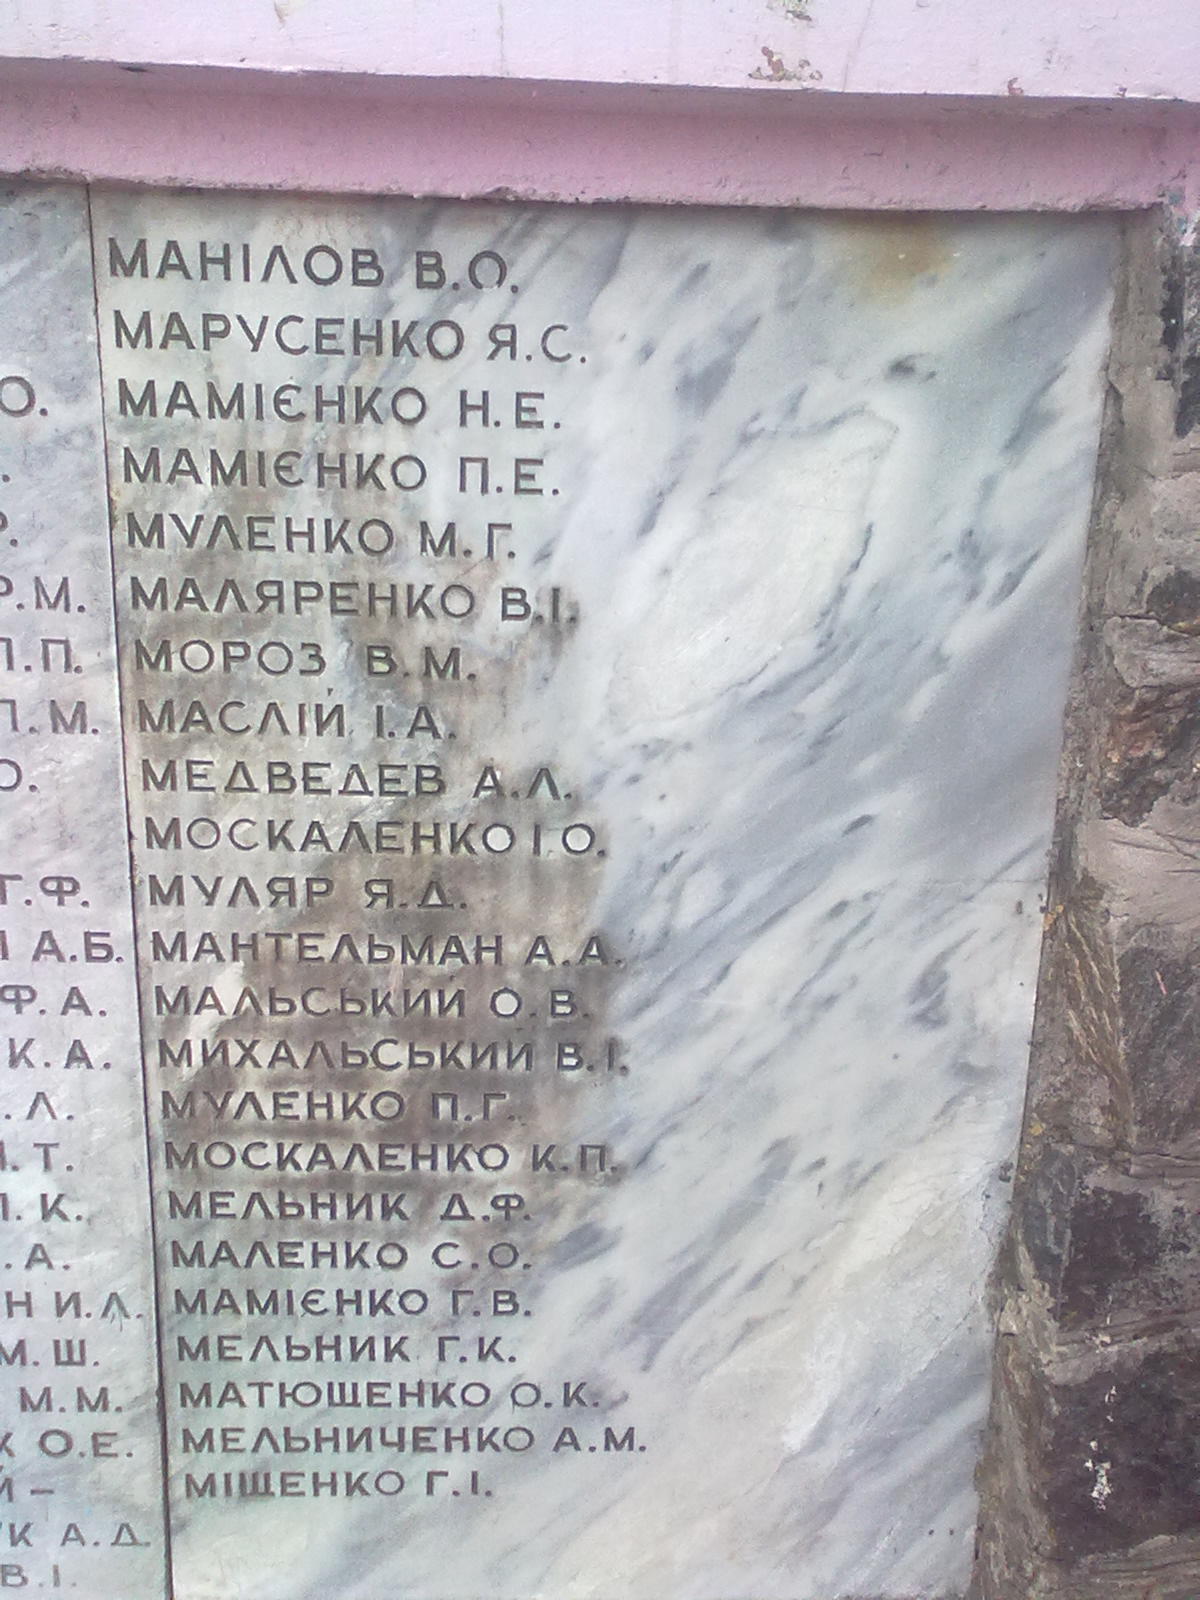 МАНІЛОВ В.О.
МАРУСЕНКО Я.С.
МАМІЄНКО Н.Е.
МАМІЄНКО П.Е.
МУЛЕНКО М.Г.
МАЛЯРЕНКО В.І.
МОРОЗ В.М.
МАСЛІЙ І.А.
МЕДВЕДЕВ А.Л.
МОСКАЛЕНКО І.О.
МУЛЯР Я.Д.
МАНТЕЛЬМАН А.А.
МАЛЬСЬКИЙ О.В.
МИХАЛЬСЬКИЙ В.І.
МУЛЕНКО П.Г.
МОСКАЛЕНКО К.П.
МЕЛЬНИК Д.Ф.
МАЛЕНКО С.О.
МАМІЄНКО Г.В.
МЕЛЬНИК Г.К.
МАТЮШЕНКО О.К.
МЕЛЬНИЧЕНКО А.М.
МІЩЕНКО Г.І.
О.
Р.
Р.М.
П.П.
П.М.
О.
Г.Ф.
А.Б.
Ф.А.
К.А.
.Л.
.Т.
.К.
.А.
Н И.Л.
М.Ш.
М.М.
О.Е.
Й –
К А.Д.
В.І.